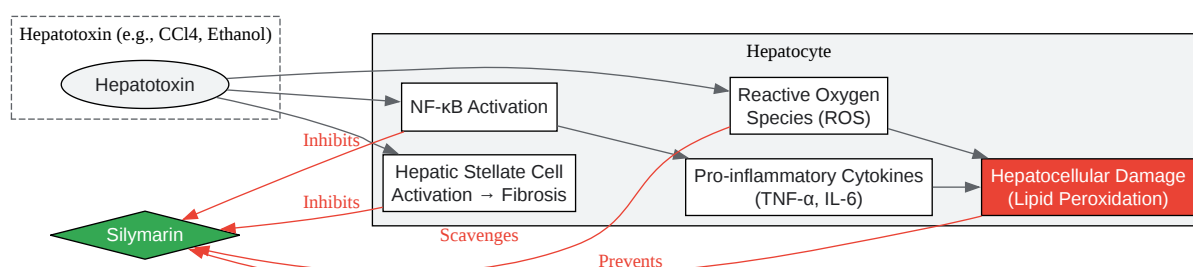 Hepatotoxin (e.g., CCl4, Ethanol)
Hepatotoxin
Hepatocyte
NF-κB Activation
Reactive Oxygen
Species (ROS)
Inhibits
Hepatic Stellate Cell
Activation → Fibrosis
Pro-inflammatory Cytokines
(TNF-α, IL-6)
Hepatocellular Damage
(Lipid Peroxidation)
Inhibits
Silymarin
Scavenges
Prevents